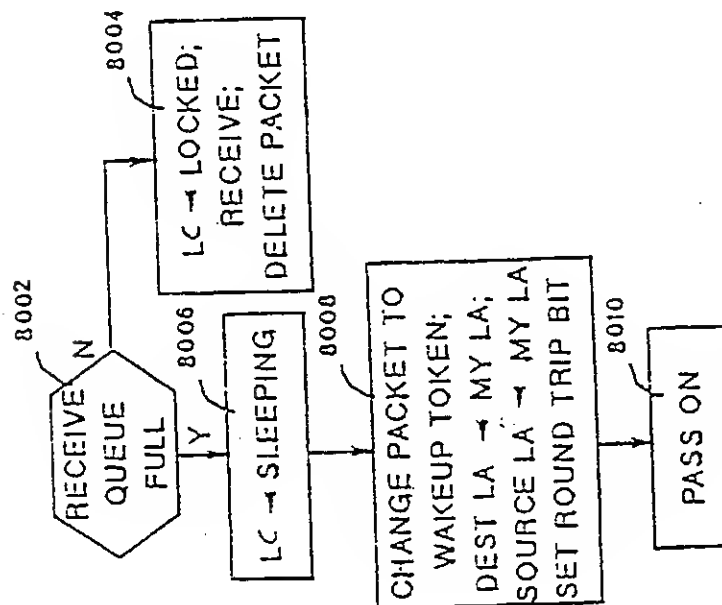 8002
RECEIVE
QUEUE
FULL
N
Y
8004
LC → LOCKED;
RECEIVE;
DELETE PACKET
8006
LC → SLEEPING
8008
CHANGE PACKET TO
WAKEUP TOKEN;
DEST LA → MY LA;
SOURCE LA → MY LA
SET ROUND TRIP BIT
8010
PASS ON